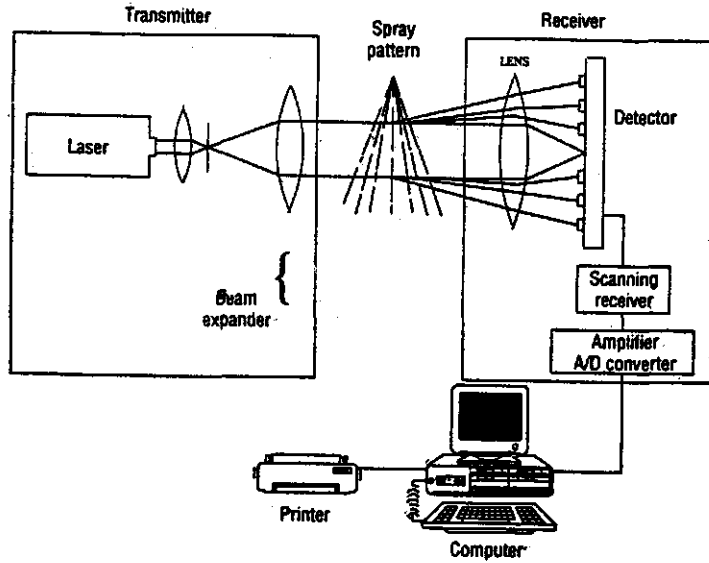 Transmitter
Receiver
Spray
pattern
LENS
Laser
Detector
Beam
expander
Scanning
receiver
Amplifier
A/D converter
Printer
Computer